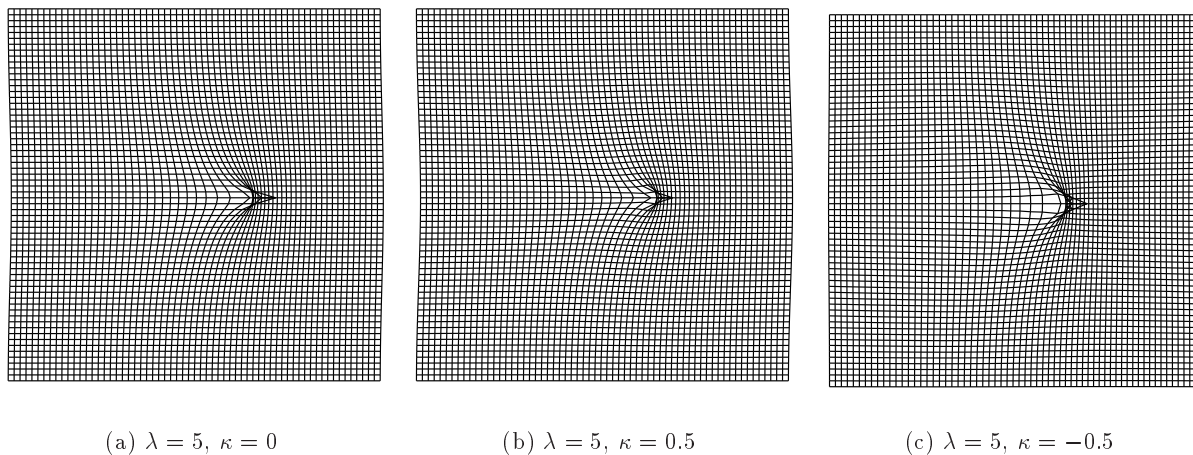 (a) λ = 5, κ = 0
(b) λ = 5, κ = 0.5
(c) λ = 5, κ = −0.5